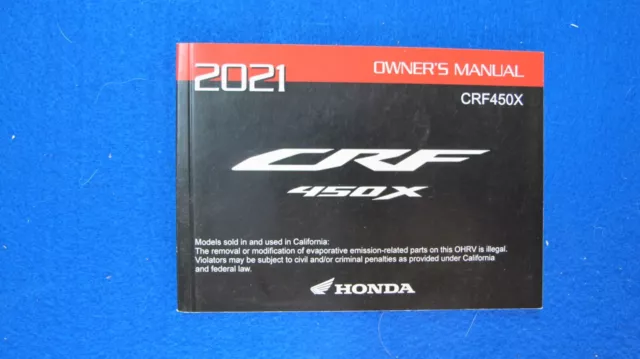 2021
OWNER'S MANUAL
CRF450X
CRF
450X
Models sold in and used in California:
The removal or modification of evaporative emission-related parts on this OHRV is illegal.
Violators may be subject to civil and/or criminal penalties as provided under California
and federal law.
HONDA